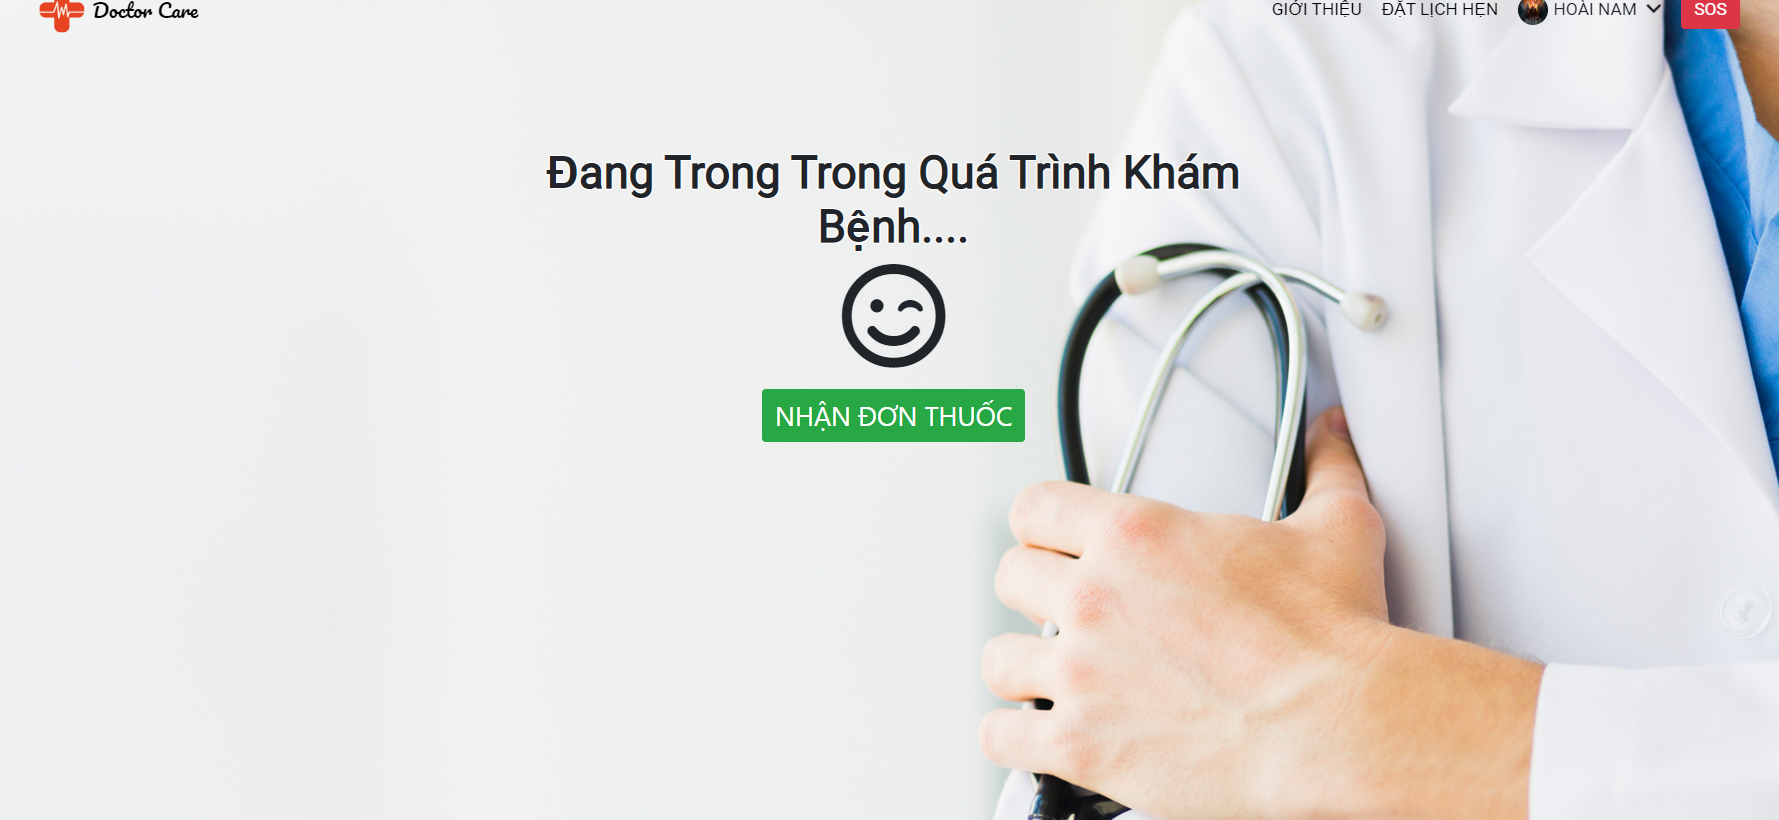 Doctor Care
GIỚI THIỆU
ĐẶT LỊCH HẸN
HOÀI NAM
SOS
Đang Trong Trong Quá Trình Khám
Bệnh....
NHẬN ĐƠN THUỐC